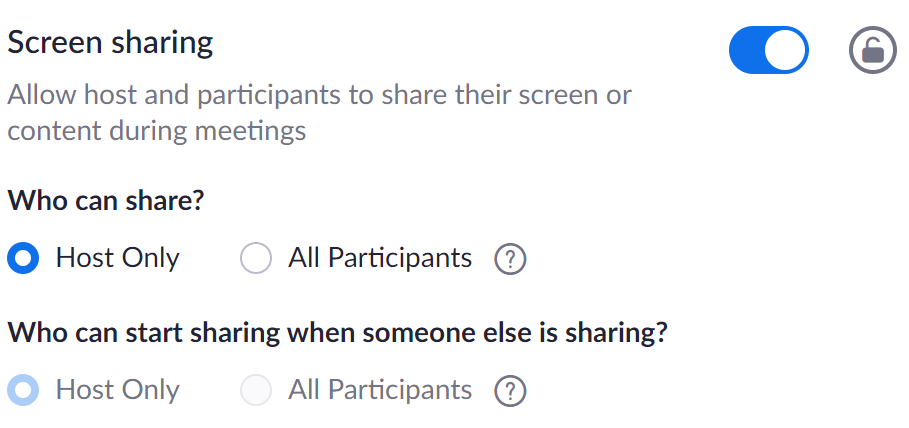 Screen sharing
Allow host and participants to share their screen or
content during meetings
Who can share?
Host Only All Participants ?
Who can start sharing when someone else is sharing?
Host Only All Participants ?